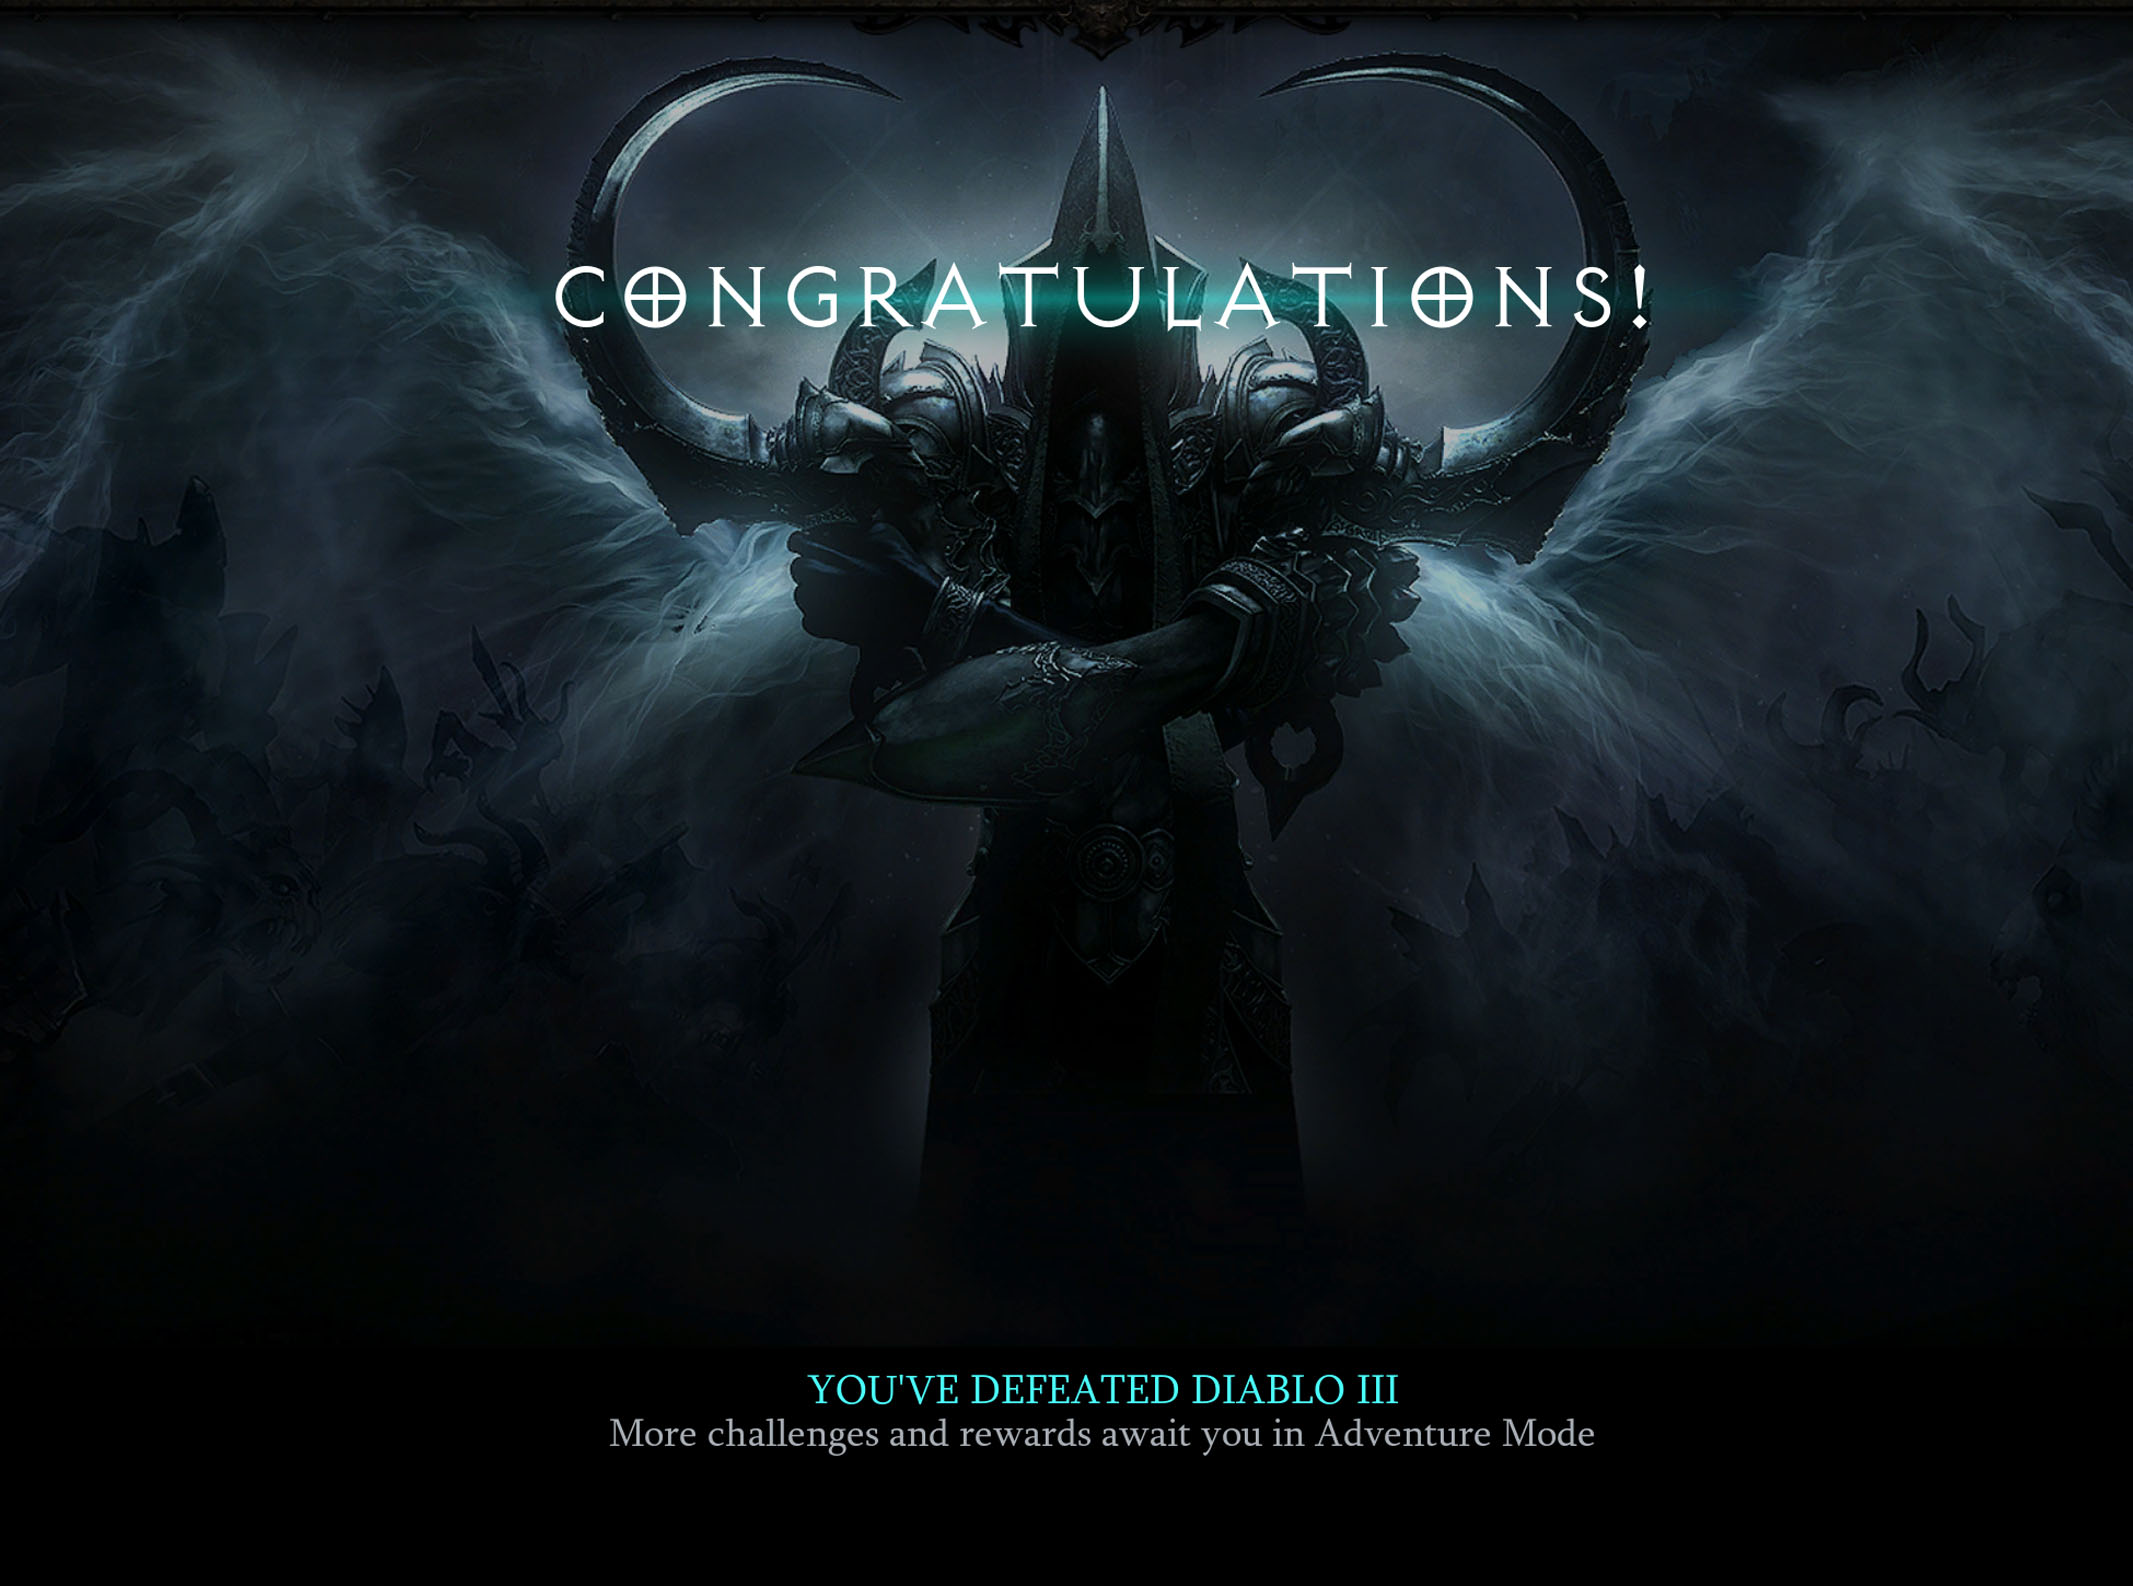 CONGRATULATIONS!
YOU'VE DEFEATED DIABLO III
More challenges and rewards await you in Adventure Mode